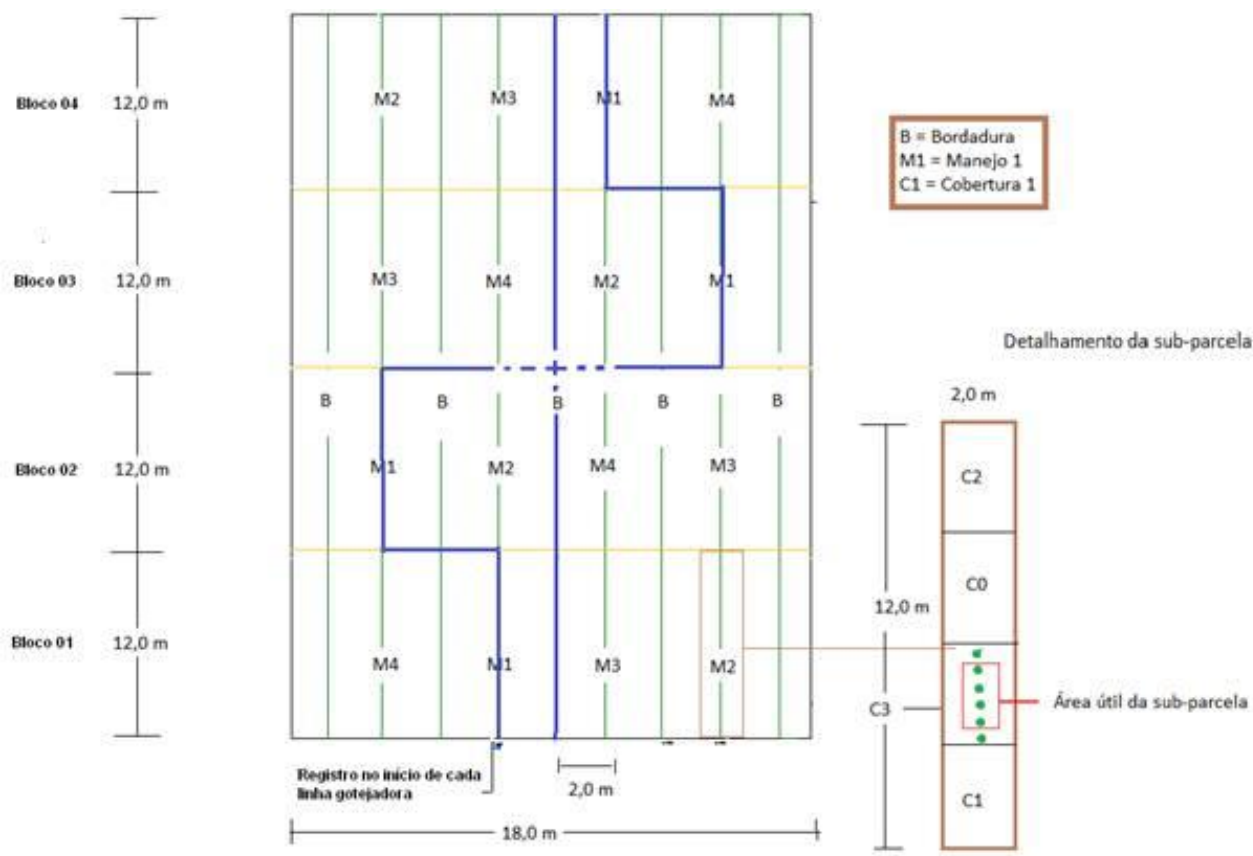 Bloco 04
12,0 m
M2
M3
M1
M4
B = Bordadura
M1 = Manejo 1
C1 = Cobertura 1
Bloco 03
12,0 m
M3
M4
M2
M1
Detalhamento da sub-parcela
2,0 m
B
B
B
B
B
Bloco 02
12,0 m
M1
M2
M4
M3
C2
C0
12,0 m
Bloco 01
12,0 m
M4
M1
M3
M2
C3
Área útil da sub-parcela
C1
Registro no início de cada
linha gotejadora
2,0 m
18,0 m